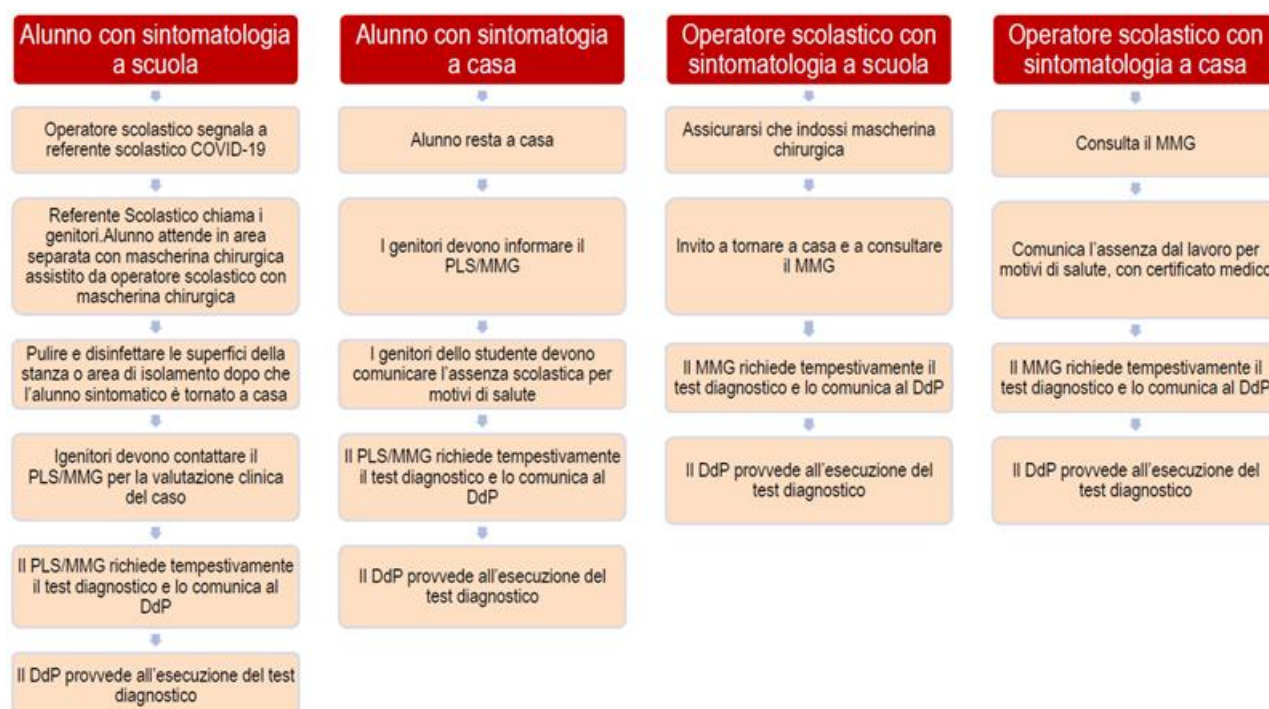 Alunno con sintomatologia
a scuola
Operatore scolastico segnala a
referente scolastico COVID-19
Referente Scolastico chiama i
genitori.Alunno attende in area
separata con mascherina chirurgica
assistito da operatore scolastico con
mascherina chirurgica
Pulire e disinfettare le superfici della
stanza o area di isolamento dopo che
l'alunno sintomatico è tornato a casa
Igenitori devono contattare il
PLS/MMG per la valutazione clinica
del caso
Il PLS/MMG richiede tempestivamente
il test diagnostico e lo comunica al
DdP
Il DdP provvede all'esecuzione del test
diagnostico
Alunno con sintomatogia
a casa
Alunno resta a casa
I genitori devono informare il
PLS/MMG
I genitori dello studente devono
comunicare l'assenza scolastica per
motivi di salute
Il PLS/MMG richiede tempestivamente
il test diagnostico e lo comunica al
DdP
Il DdP provvede all'esecuzione del
test diagnostico
Operatore scolastico con
sintomatologia a scuola
Assicurarsi che indossi mascherina
chirurgica
Invito a tornare a casa e a consultare
il MMG
Il MMG richiede tempestivamente il
test diagnostico e lo comunica al DdP
Il DdP provvede all'esecuzione del
test diagnostico
Operatore scolastico con
sintomatologia a casa
Consulta il MMG
Comunica l'assenza dal lavoro per
motivi di salute, con certificato medico
Il MMG richiede tempestivamente il
test diagnostico e lo comunica al DdP
Il DdP provvede all'esecuzione del
test diagnostico